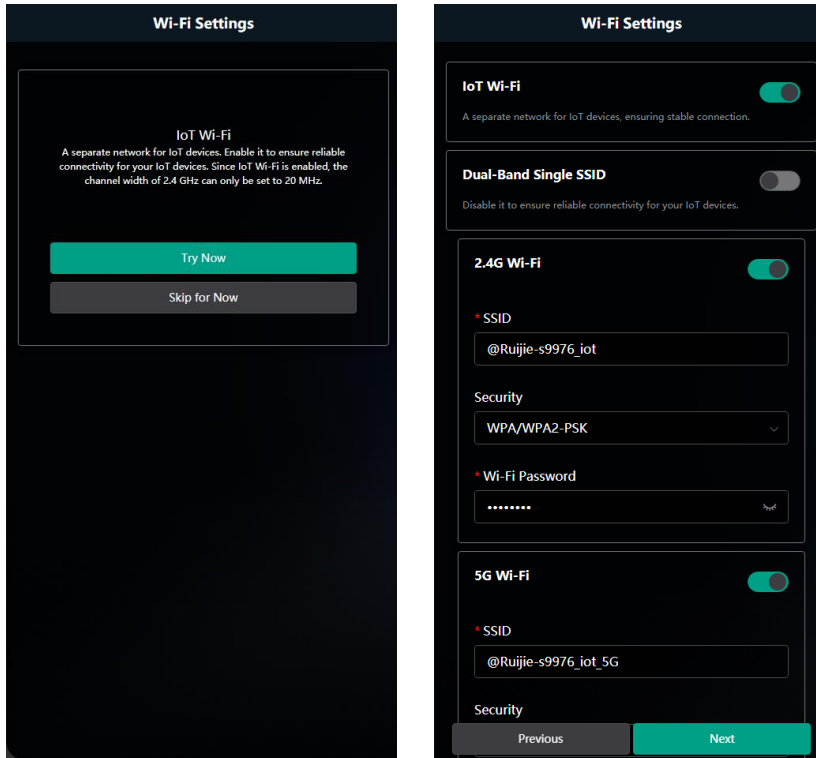 Wi-Fi Settings
IoT Wi-Fi
A separate network for IoT devices. Enable it to ensure reliable
connectivity for your IoT devices. Since IoT Wi-Fi is enabled, the
channel width of 2.4 GHz can only be set to 20 MHz.
Try Now
Skip for Now
Wi-Fi Settings
IoT Wi-Fi
A separate network for IoT devices, ensuring stable connection.
Dual-Band Single SSID
Disable it to ensure reliable connectivity for your IoT devices.
2.4G Wi-Fi
* SSID
@Ruijie-s9976_iot
Security
WPA/WPA2-PSK
* Wi-Fi Password
••••••••
5G Wi-Fi
* SSID
@Ruijie-s9976_iot_5G
Security
Previous
Next